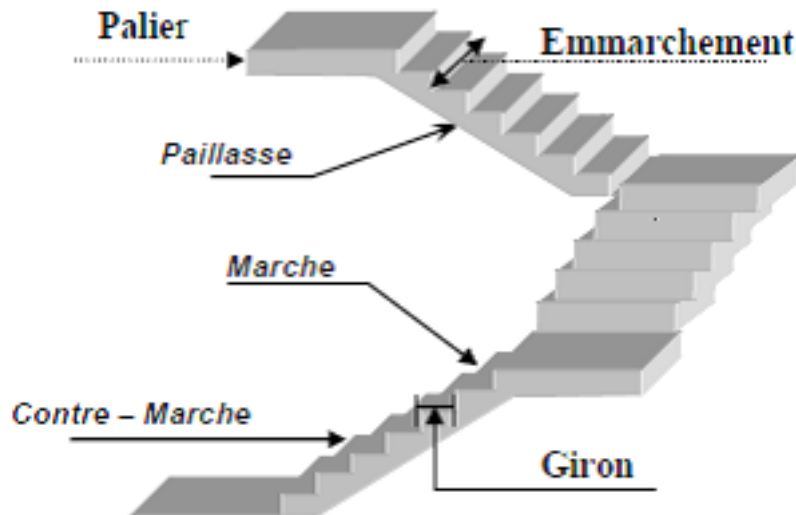 Palier
Emmarchement
Paillasse
Marche
Contre – Marche
Giron